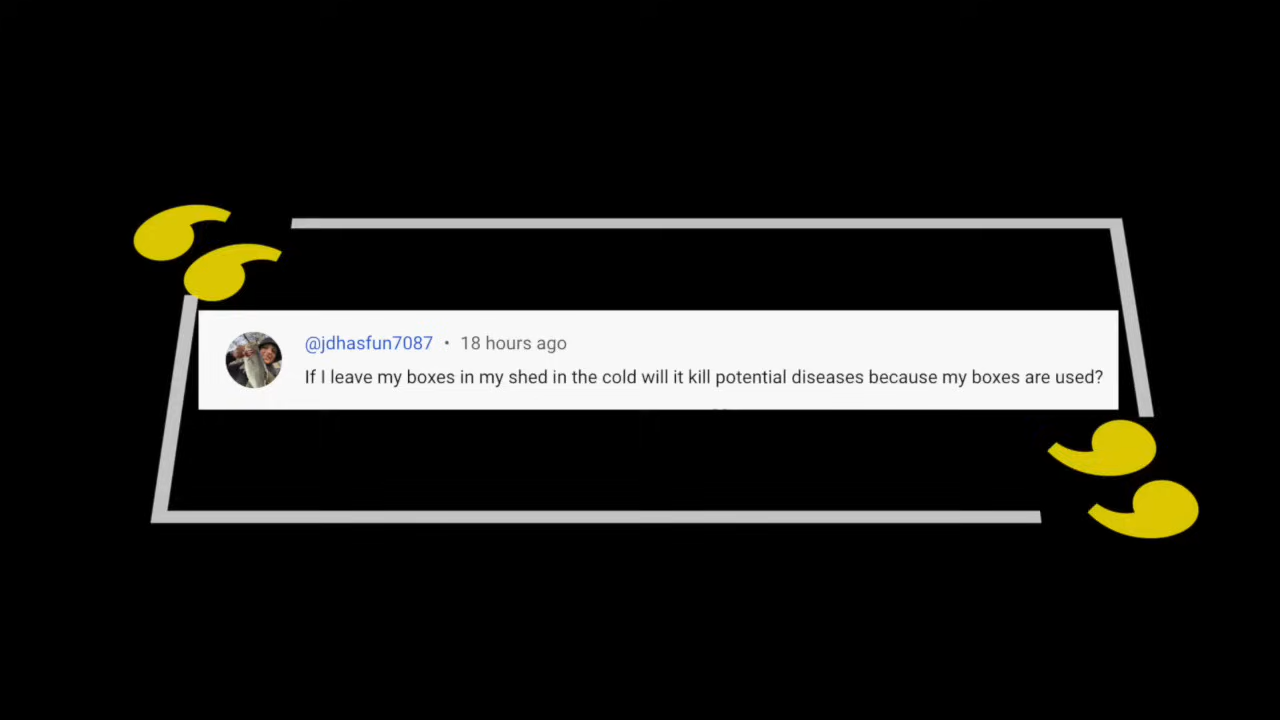 @jdhasfun7087 • 18 hours ago
If I leave my boxes in my shed in the cold will it kill potential diseases because my boxes are used?